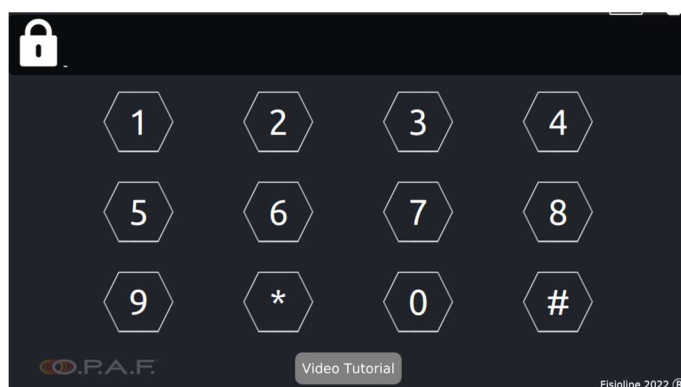 _
1 2 3 4
5 6 7 8
9 * 0 #
O.P.A.F.
Video Tutorial
Fisioline 2022 ®